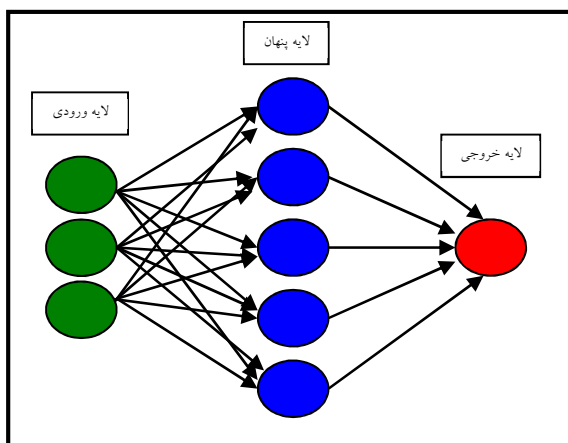 لایه پنهان
لایه ورودی
لایه خروجی